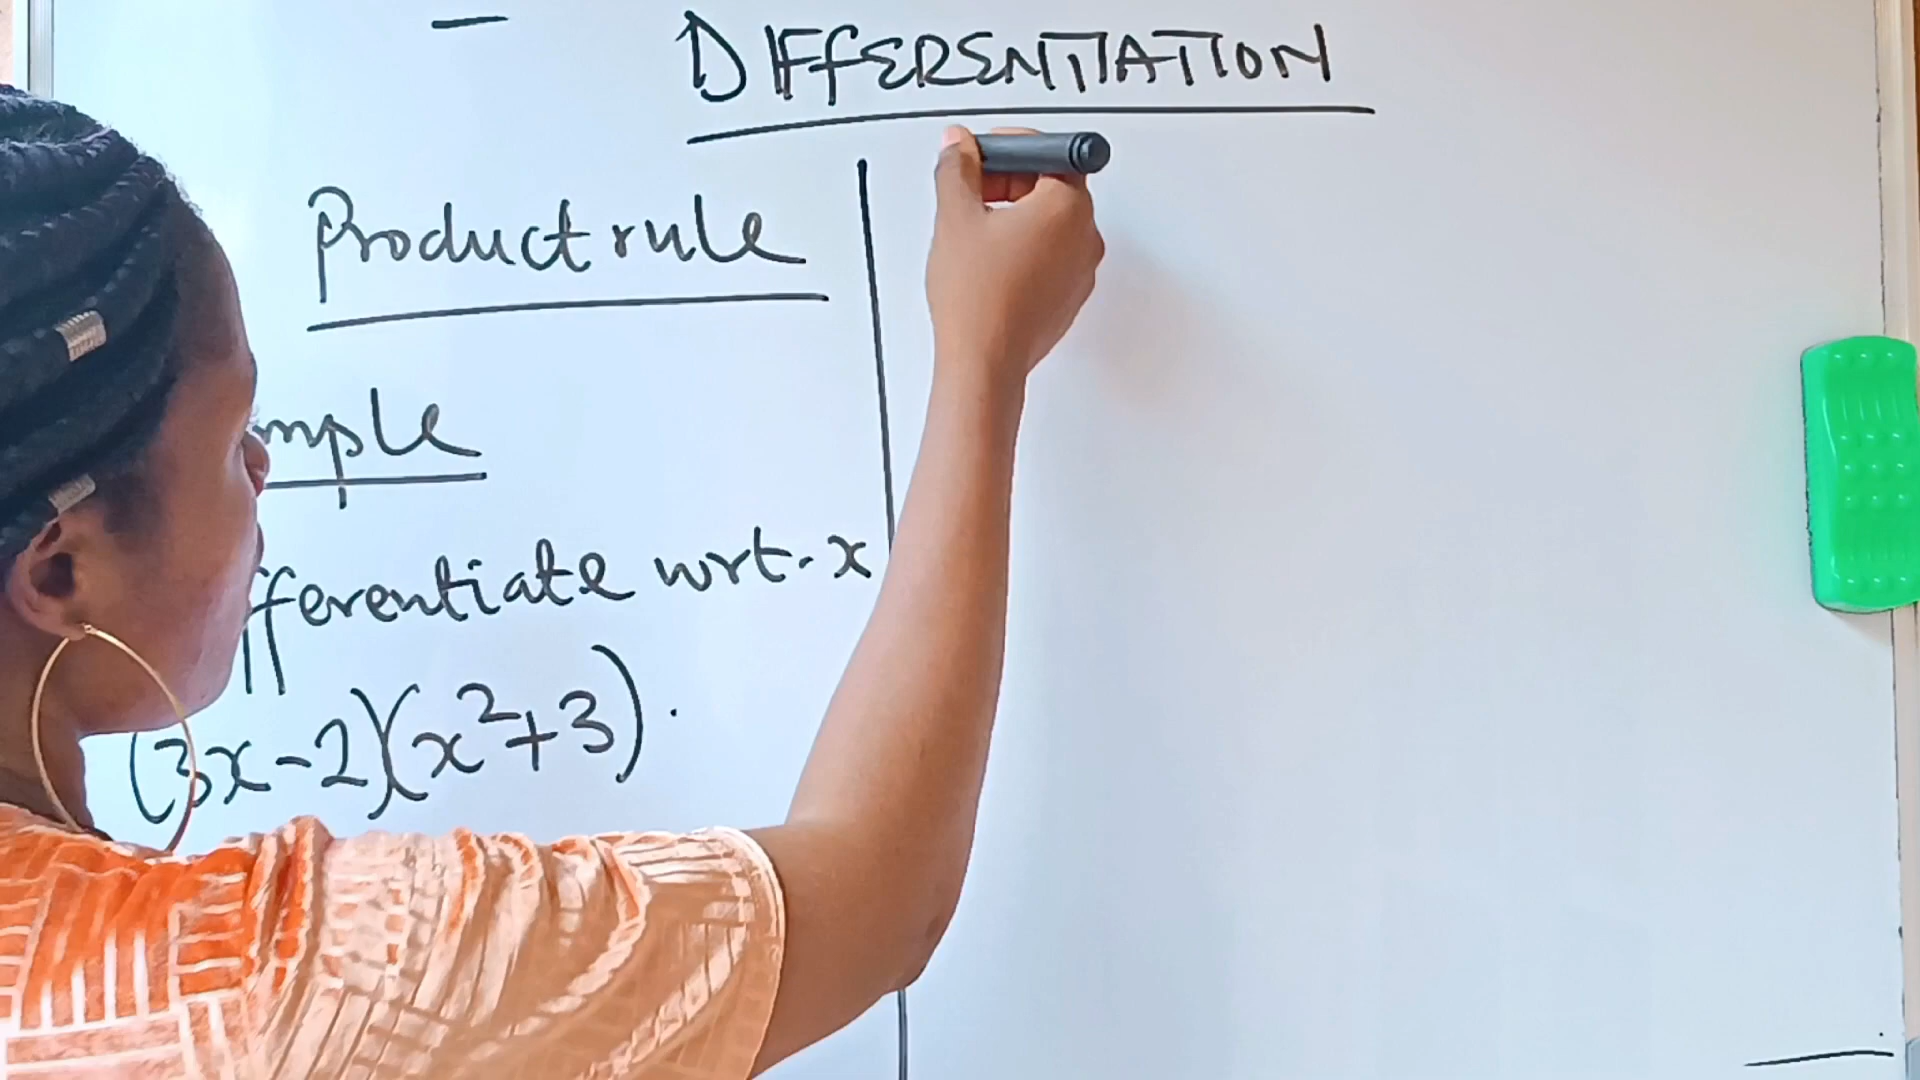 DIFFERENTIATION
Product rule
mple
fferentiate wrt. x
(3x-2)(x²+3).